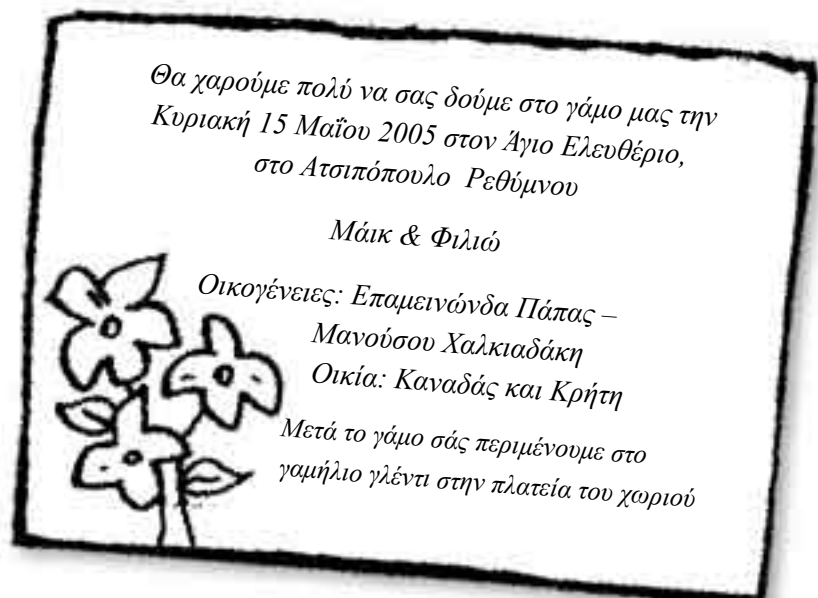 Θα χαρούμε πολύ να σας δούμε στο γάμο μας την
Κυριακή 15 Μαΐου 2005 στον Άγιο Ελευθέριο,
στο Ατσιπόπουλο Ρεθύμνου
Μάικ & Φιλιώ
Οικογένειες: Επαμεινώνδα Πάπας –
Μανούσου Χαλκιαδάκη
Οικία: Καναδάς και Κρήτη
Μετά το γάμο σάς περιμένουμε στο
γαμήλιο γλέντι στην πλατεία του χωριού